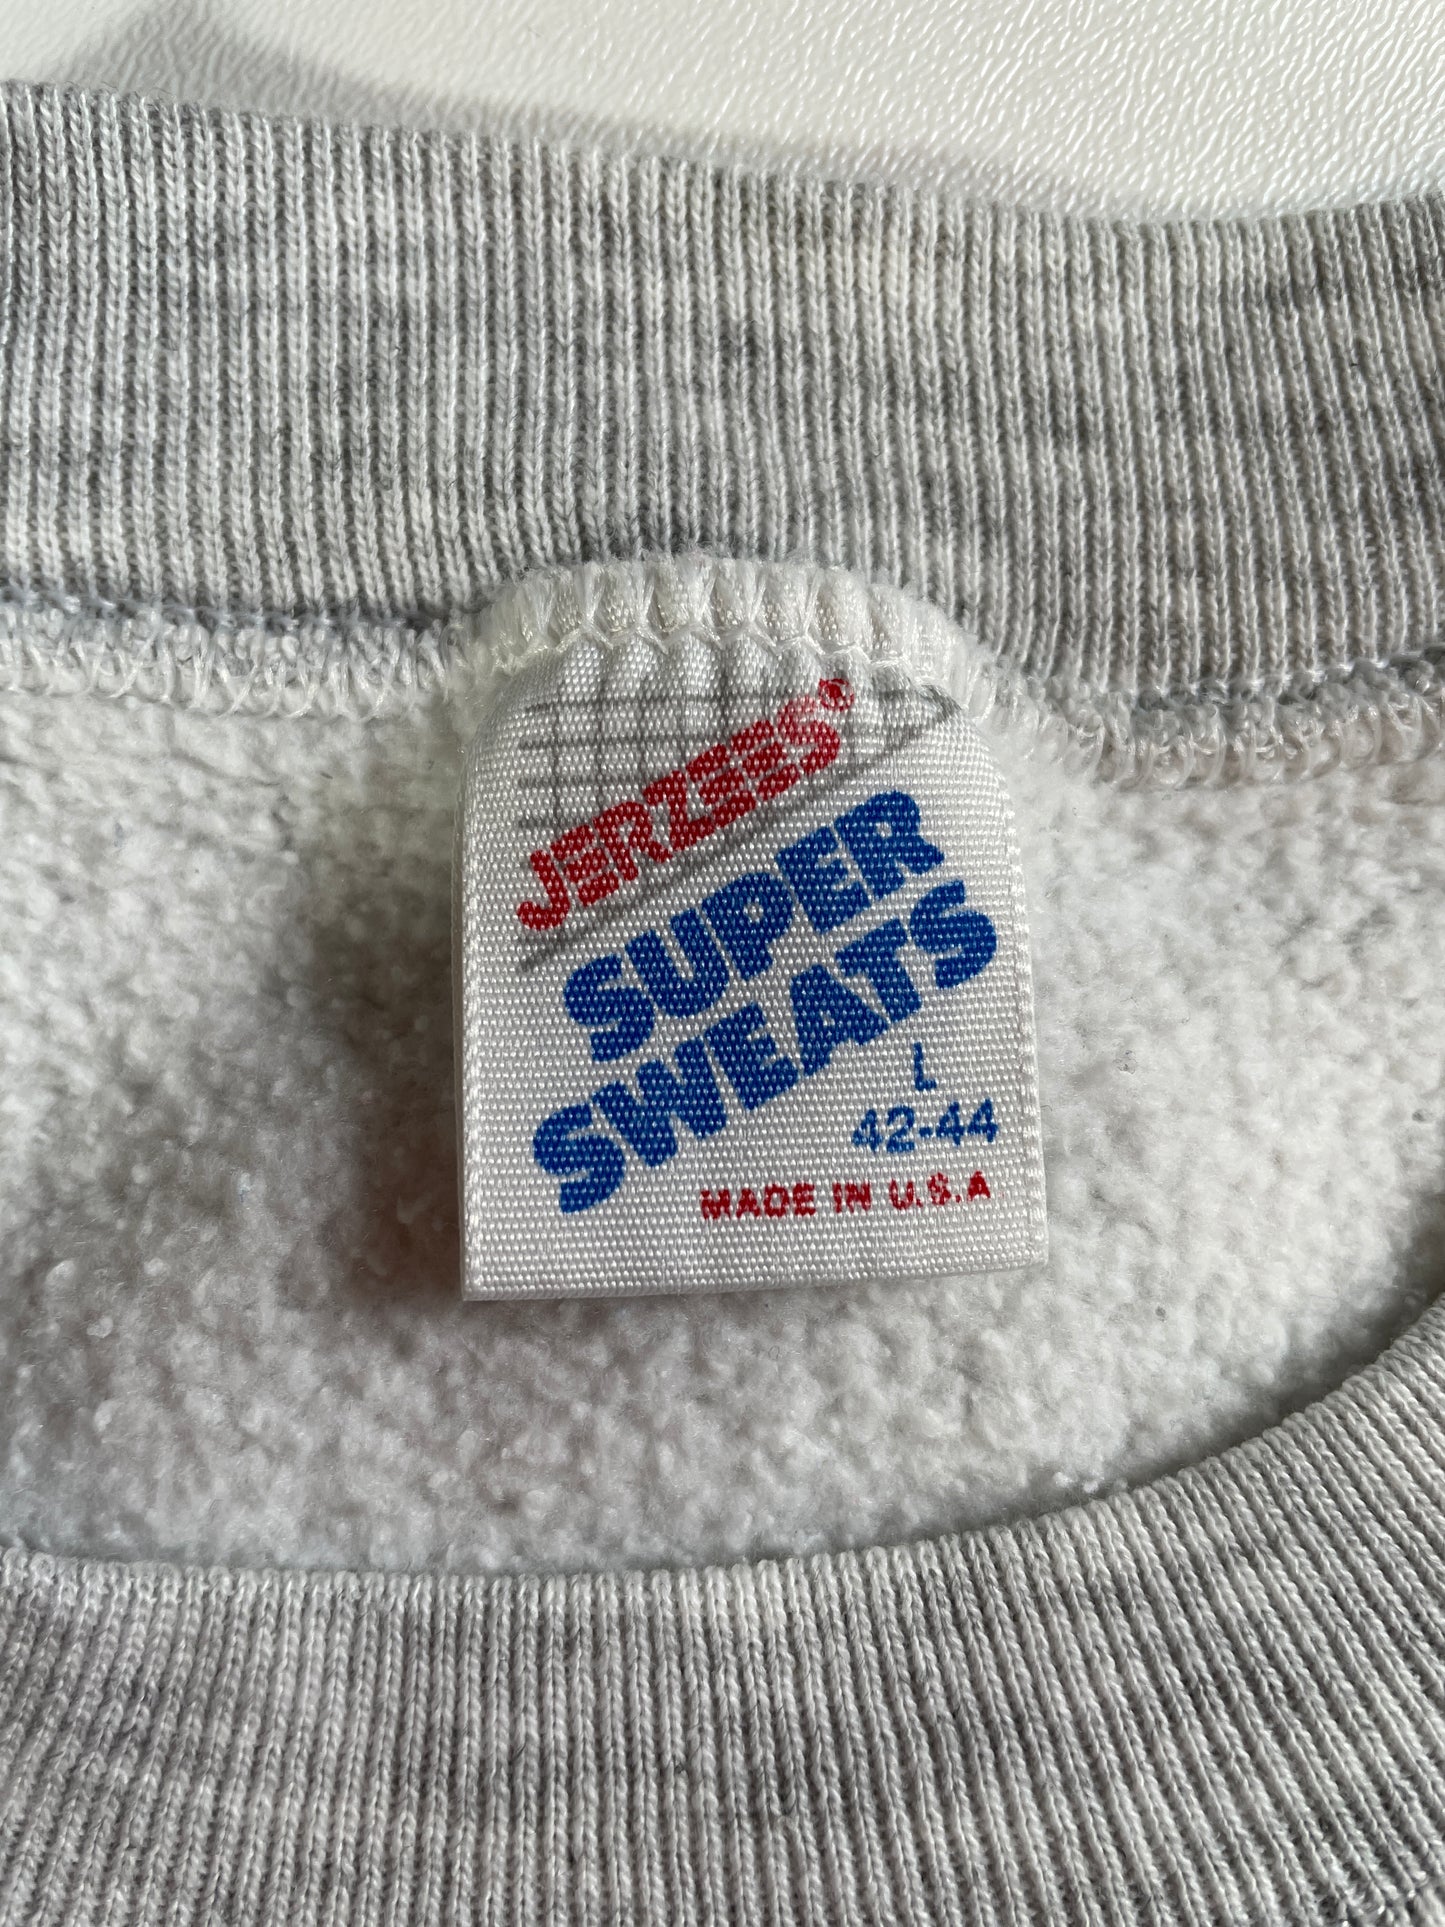 JERZEES®
SUPER
SWEATS
L
42-44
MADE IN U.S.A